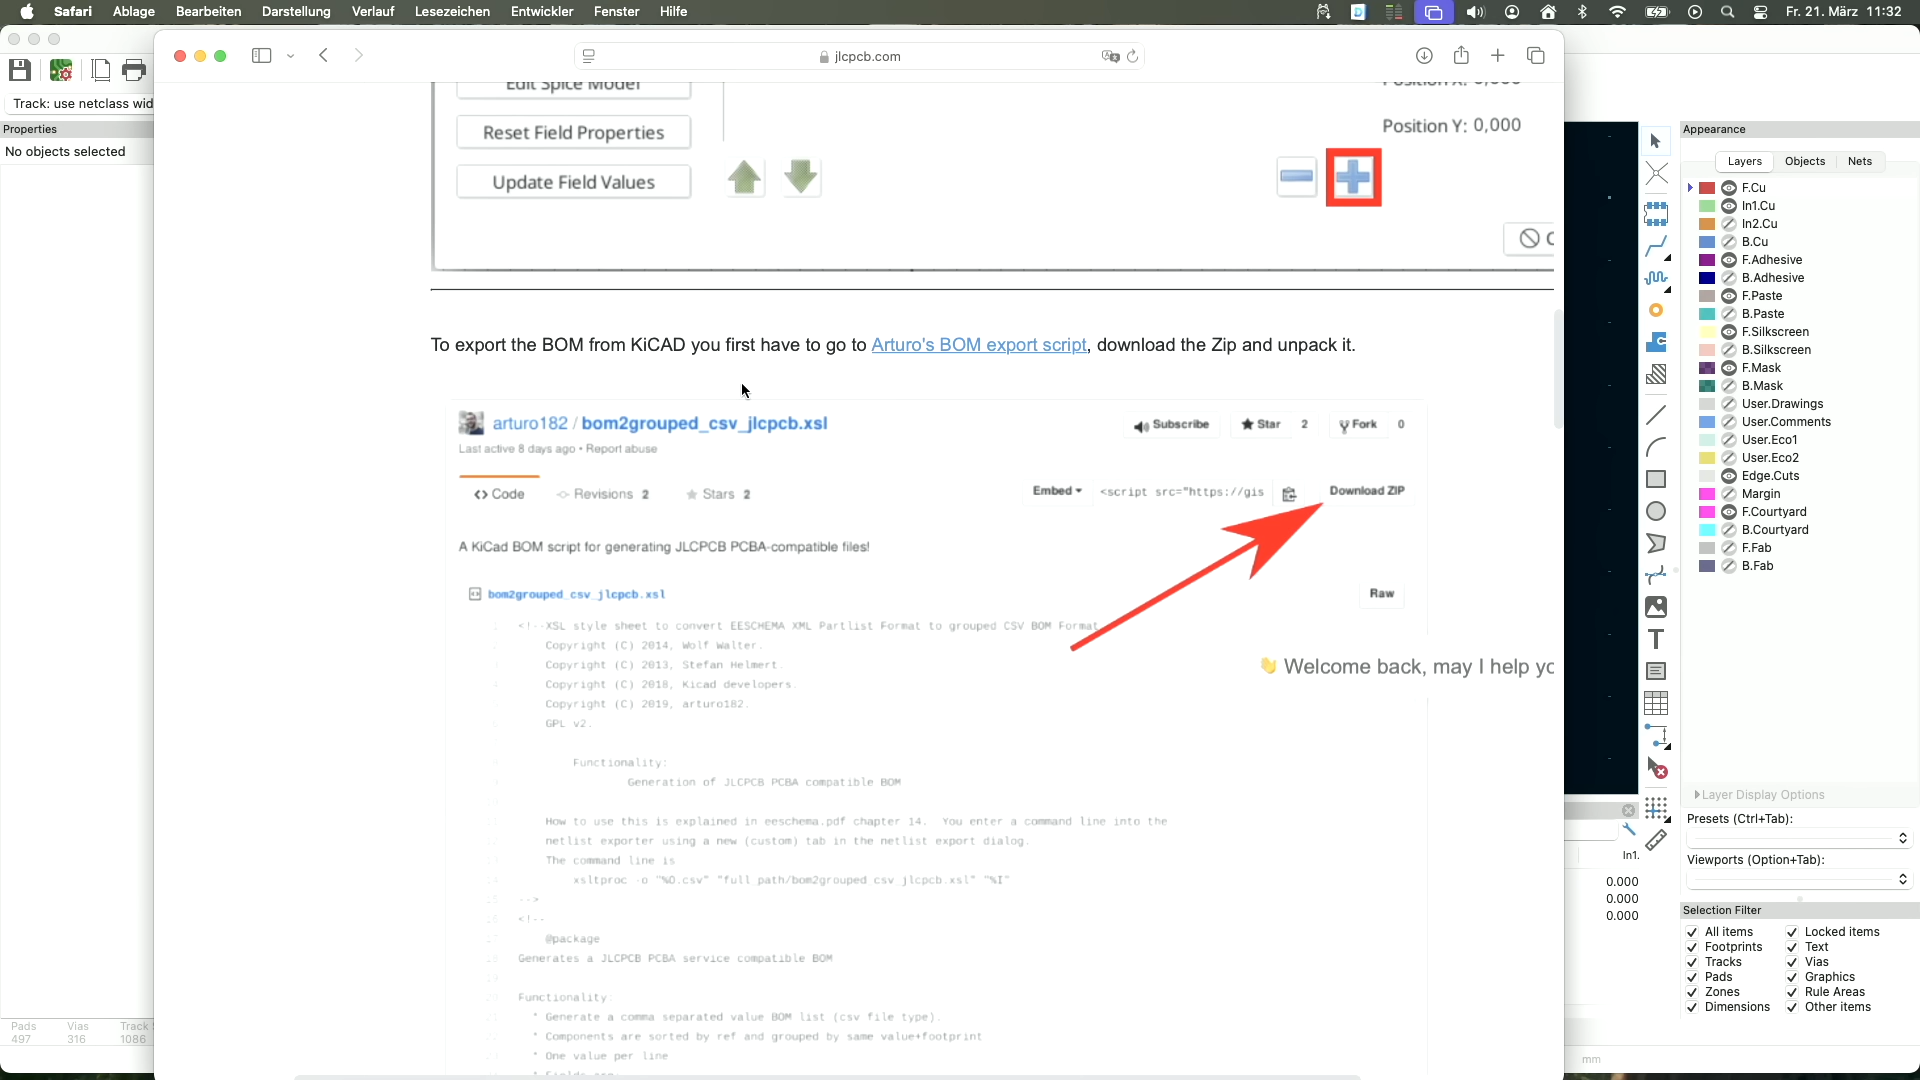 Safari Ablage Bearbeiten Darstellung Verlauf Lesezeichen Entwickler Fenster Hilfe Fr. 21. März 11:32
jlcpcb.com
Track: use netclass wid
Properties
No objects selected
Edit Spice Model
Reset Field Properties
Update Field Values
Position X: 0,000
Position Y: 0,000
To export the BOM from KiCAD you first have to go to Arturo's BOM export script, download the Zip and unpack it.
arturo182 / bom2grouped_csv_jlcpcb.xsl
Subscribe Star 2 Fork 0
Last active 8 days ago • Report abuse
Code Revisions 2 Stars 2
Embed <script src="https://gis Download ZIP
A KiCad BOM script for generating JLCPCB PCBA-compatible files!
bom2grouped_csv_jlcpcb.xsl Raw
<!--XSL style sheet to convert EESCHEMA XML Partlist Format to grouped CSV BOM Format
Copyright (C) 2014, Wolf Walter.
Copyright (C) 2013, Stefan Helmert.
Copyright (C) 2018, Kicad developers.
Copyright (C) 2019, arturo182.
GPL v2.
Functionality:
Generation of JLCPCB PCBA compatible BOM
How to use this is explained in eeschema.pdf chapter 14. You enter a command line into the
netlist exporter using a new (custom) tab in the netlist export dialog.
The command line is
xsltproc -o "%O.csv" "full path/bom2grouped_csv_jlcpcb.xsl" "%I"
-->
<!--
@package
Generates a JLCPCB PCBA service compatible BOM
Functionality:
* Generate a comma separated value BOM list (csv file type).
* Components are sorted by ref and grouped by same value+footprint
* One value per line
👋 Welcome back, may I help yo
Pads Vias Track
497 316 1086
Appearance
Layers Objects Nets
F.Cu
In1.Cu
In2.Cu
B.Cu
F.Adhesive
B.Adhesive
F.Paste
B.Paste
F.Silkscreen
B.Silkscreen
F.Mask
B.Mask
User.Drawings
User.Comments
User.Eco1
User.Eco2
Edge.Cuts
Margin
F.Courtyard
B.Courtyard
F.Fab
B.Fab
Layer Display Options
Presets (Ctrl+Tab):
Viewports (Option+Tab):
In1.
0.000
0.000
0.000
Selection Filter
All items Locked items
Footprints Text
Tracks Vias
Pads Graphics
Zones Rule Areas
Dimensions Other items
mm